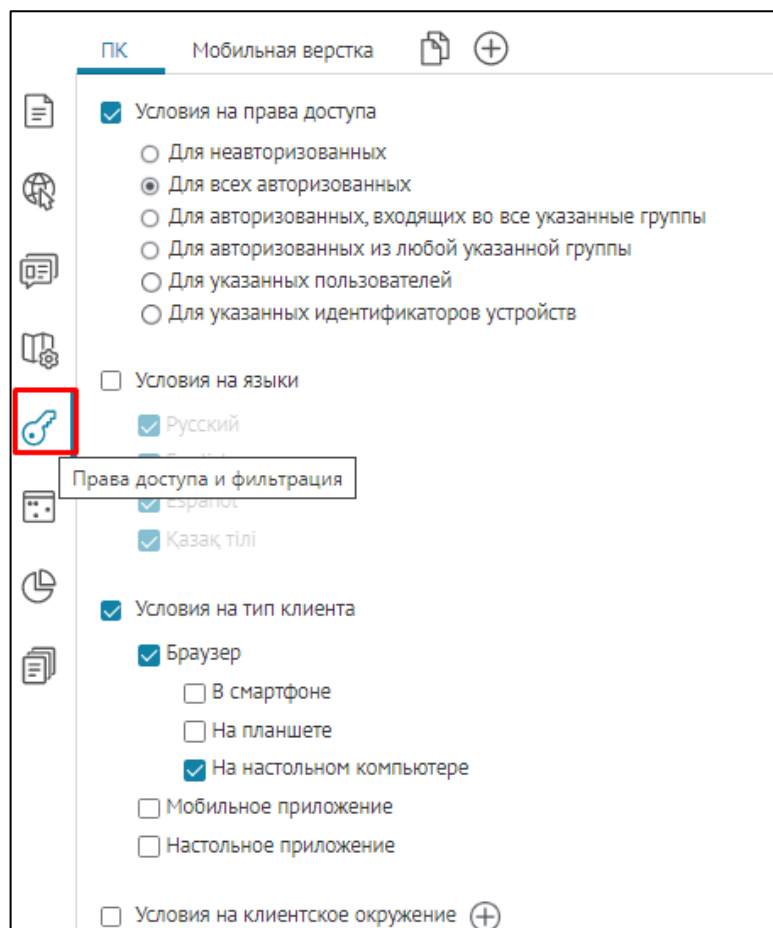 ПК Мобильная верстка
Условия на права доступа
Для неавторизованных
Для всех авторизованных
Для авторизованных, входящих во все указанные группы
Для авторизованных из любой указанной группы
Для указанных пользователей
Для указанных идентификаторов устройств
Условия на языки
Русский
Права доступа и фильтрация
Español
Қазақ тілі
Условия на тип клиента
Браузер
В смартфоне
На планшете
На настольном компьютере
Мобильное приложение
Настольное приложение
Условия на клиентское окружение